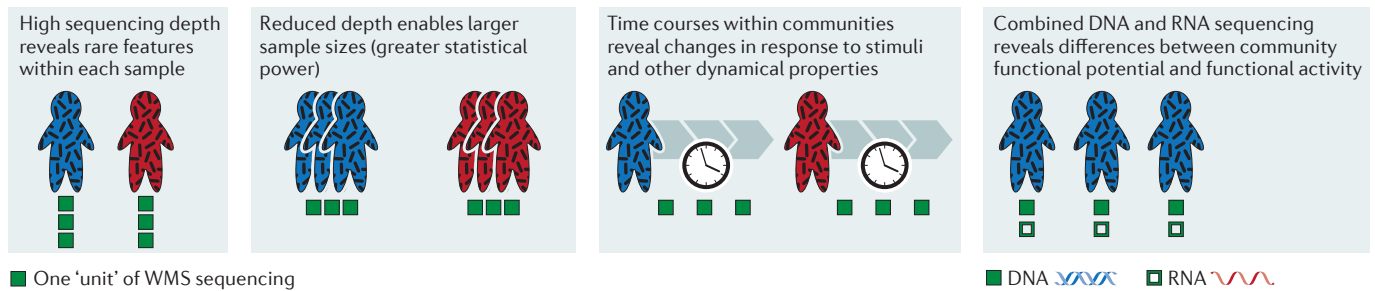 High sequencing depth
reveals rare features
within each sample
Reduced depth enables larger
sample sizes (greater statistical
power)
Time courses within communities
reveal changes in response to stimuli
and other dynamical properties
Combined DNA and RNA sequencing
reveals differences between community
functional potential and functional activity
One ‘unit’ of WMS sequencing
DNA
RNA